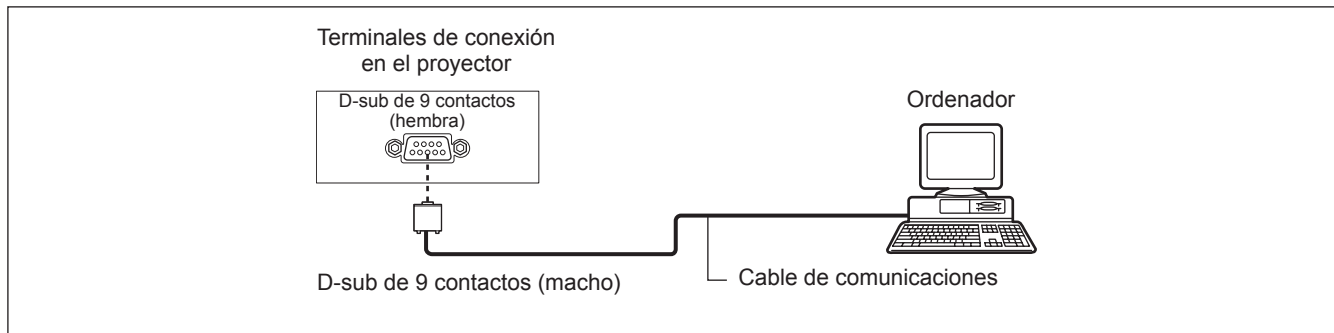 Terminales de conexión
en el proyector
D-sub de 9 contactos
(hembra)
Ordenador
D-sub de 9 contactos (macho)
Cable de comunicaciones